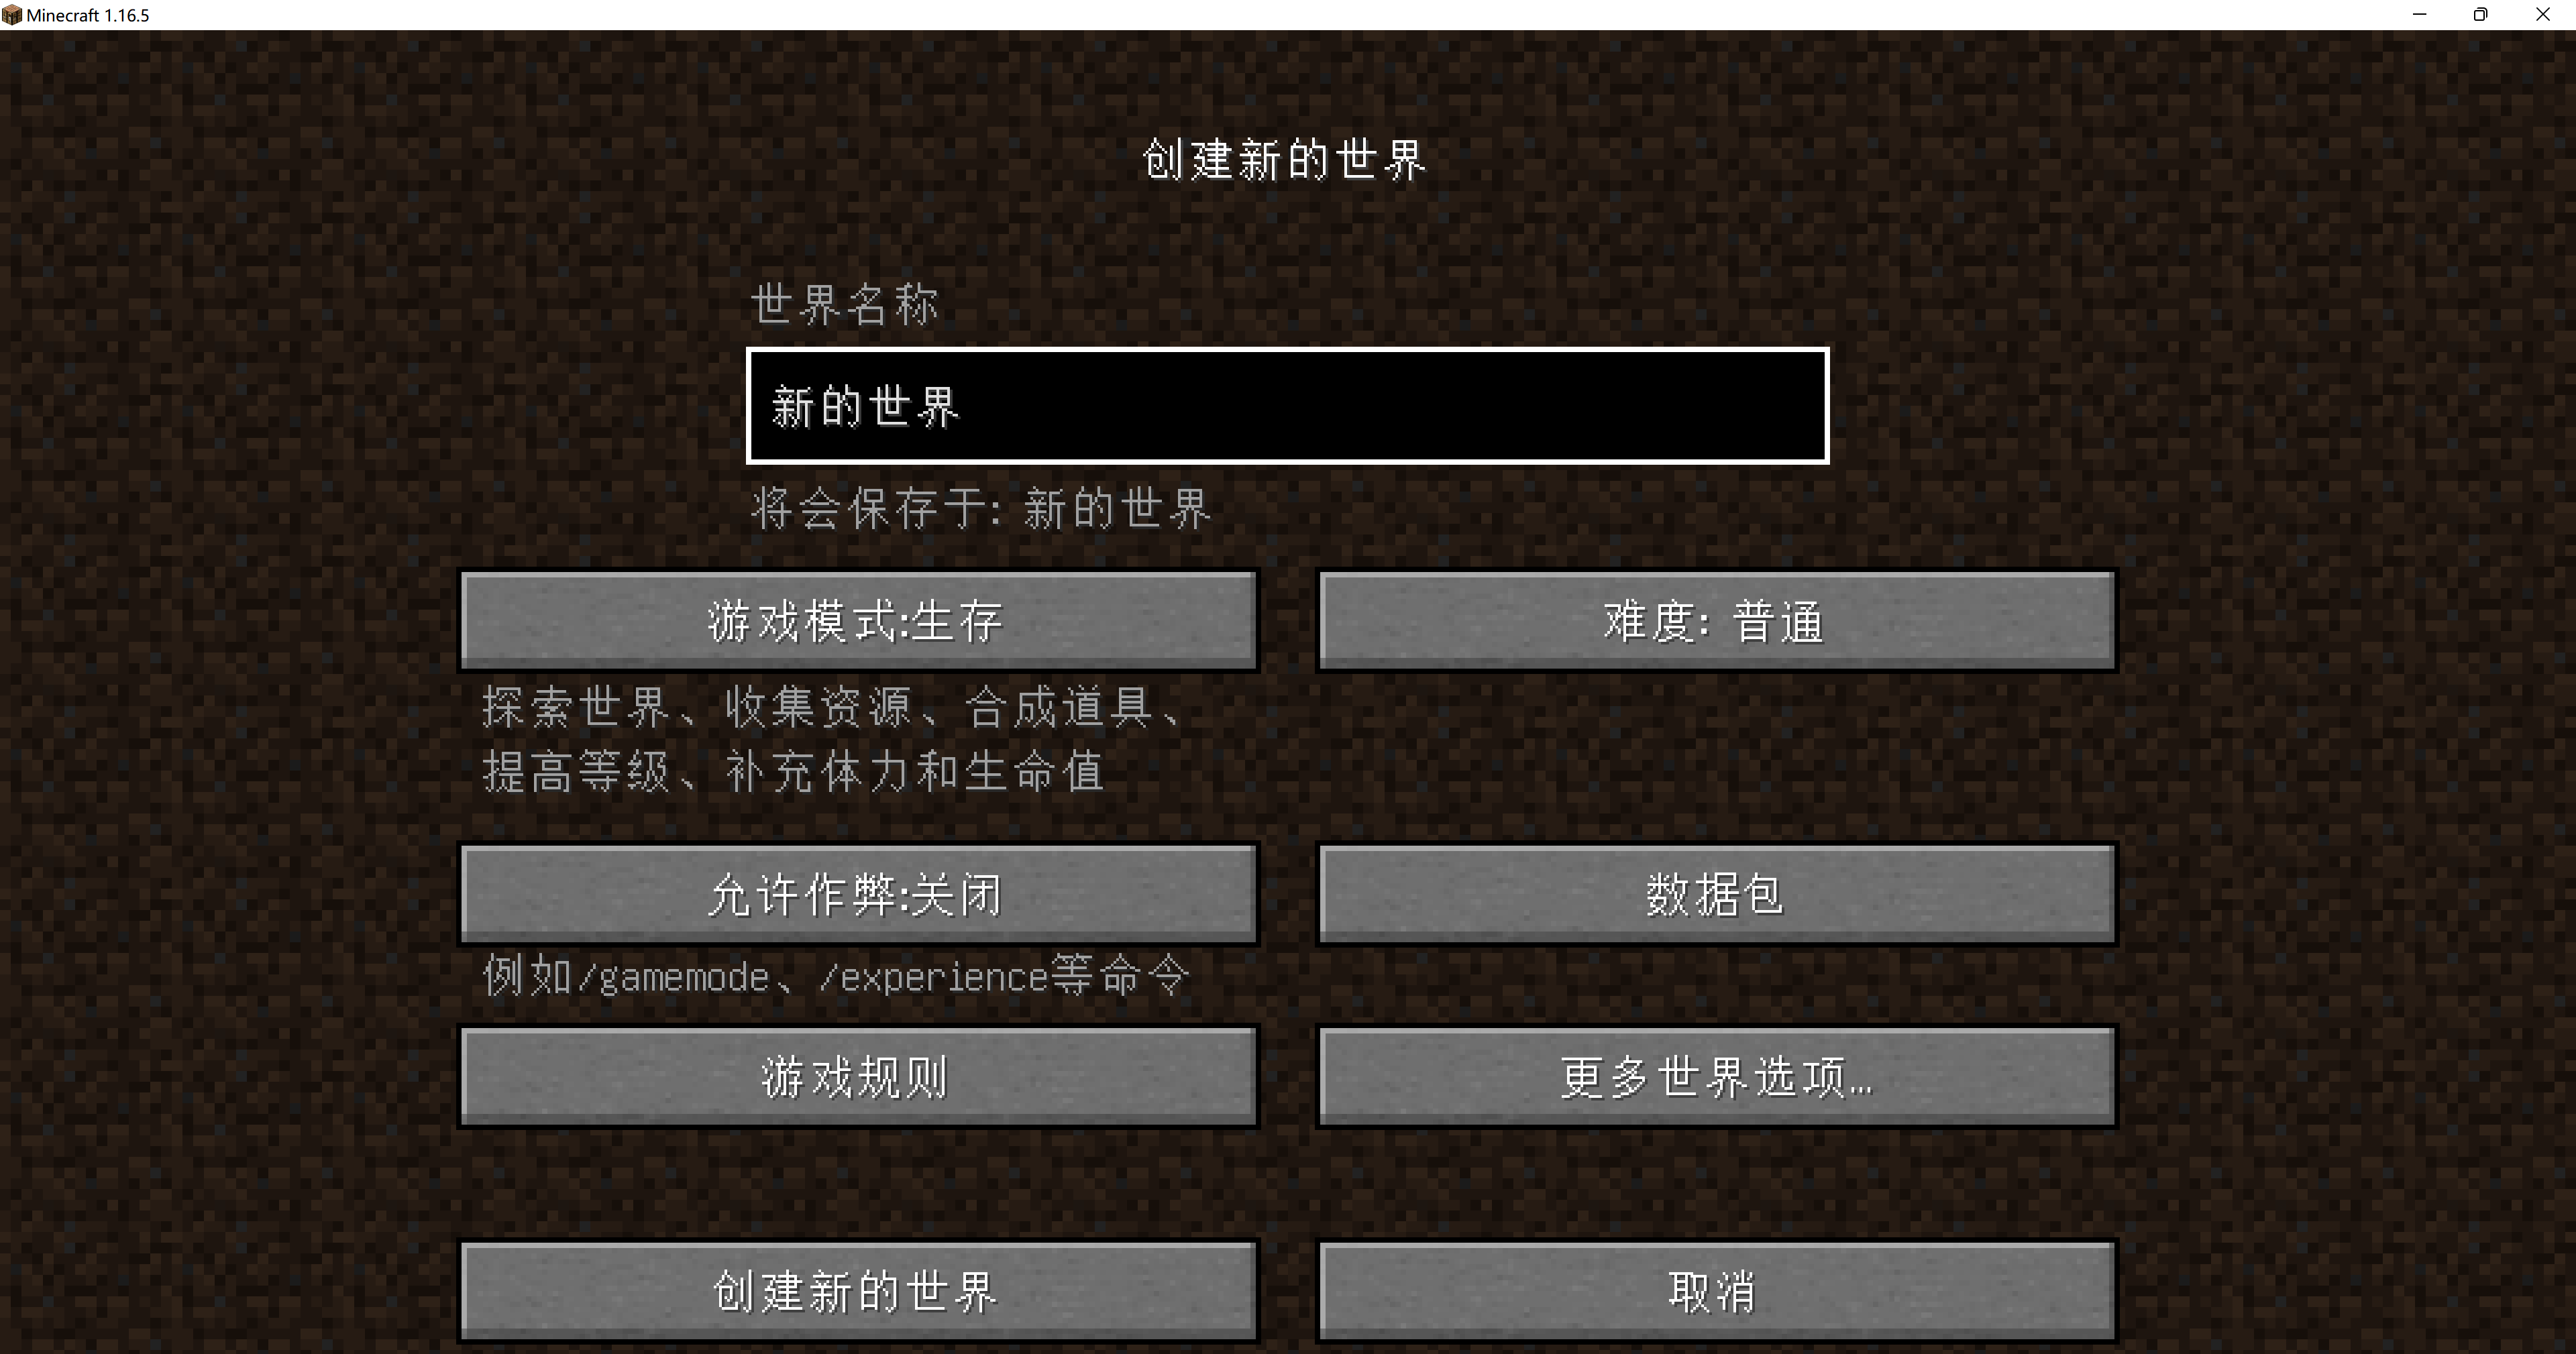 Minecraft 1.16.5
创建新的世界
世界名称
新的世界
将会保存于: 新的世界
游戏模式:生存
难度: 普通
探索世界、收集资源、合成道具、
提高等级、补充体力和生命值
允许作弊:关闭
数据包
例如/gamemode、/experience等命令
游戏规则
更多世界选项...
创建新的世界
取消